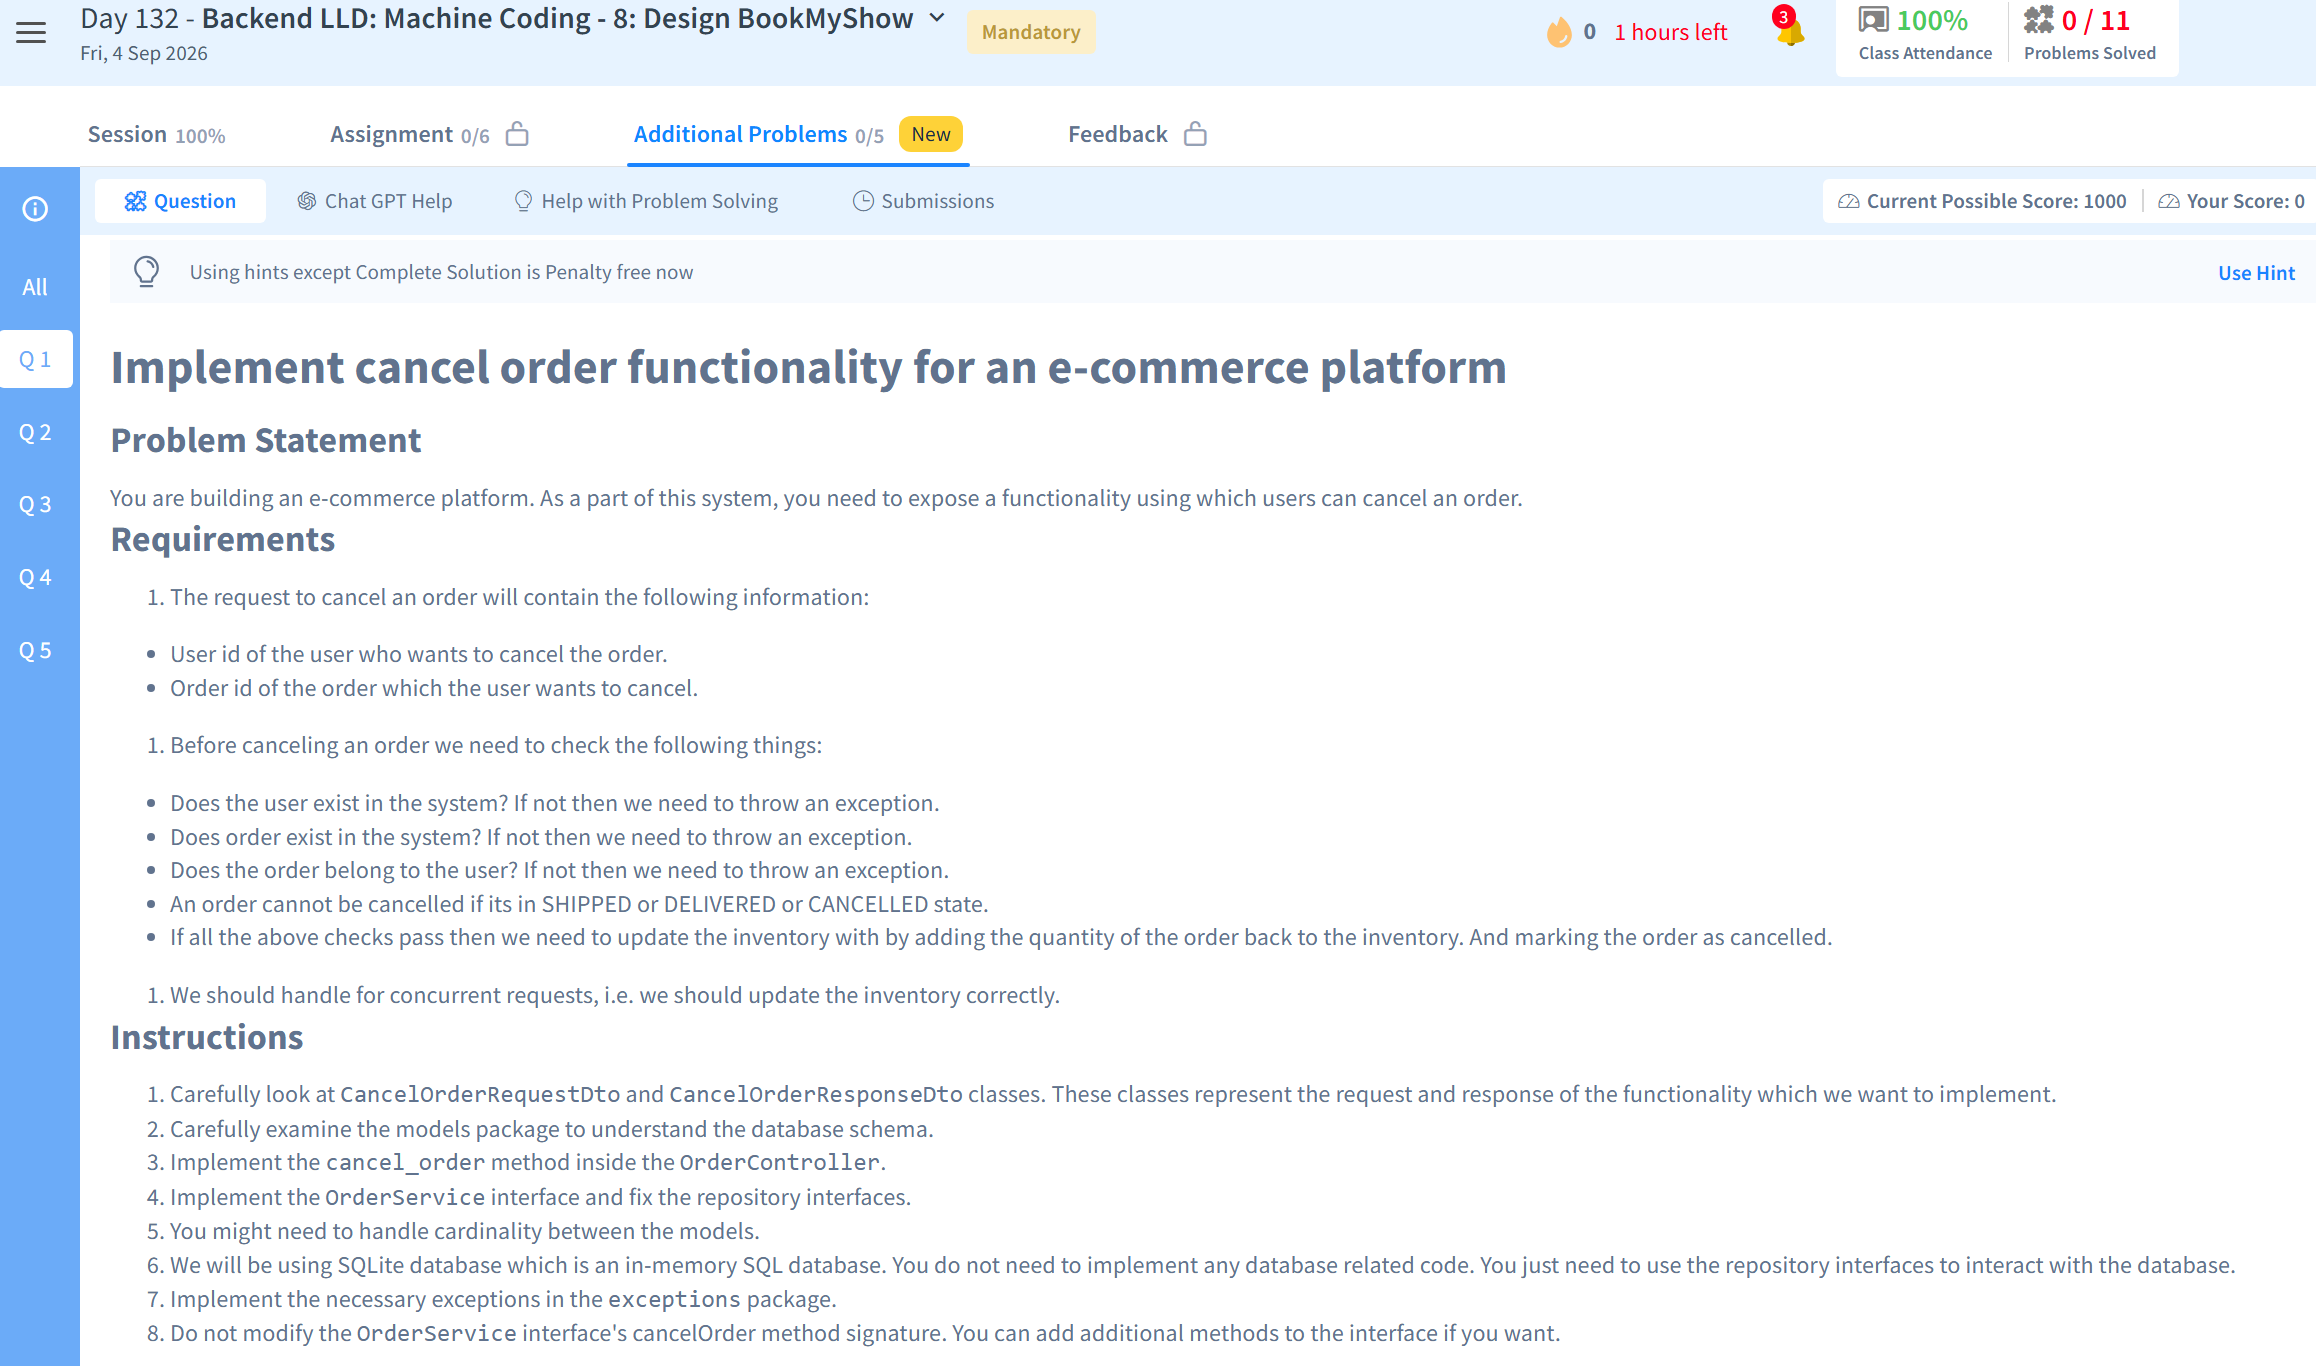 Day 132 - Backend LLD: Machine Coding - 8: Design BookMyShow
Fri, 4 Sep 2026
Mandatory
0
1 hours left
3
100%
Class Attendance
0 / 11
Problems Solved
Session 100%
Assignment 0/6
Additional Problems 0/5 New
Feedback
Question
Chat GPT Help
Help with Problem Solving
Submissions
Current Possible Score: 1000
Your Score: 0
All
Q 1
Q 2
Q 3
Q 4
Q 5
Using hints except Complete Solution is Penalty free now
Use Hint
Implement cancel order functionality for an e-commerce platform
Problem Statement
You are building an e-commerce platform. As a part of this system, you need to expose a functionality using which users can cancel an order.
Requirements
1. The request to cancel an order will contain the following information:
• User id of the user who wants to cancel the order.
• Order id of the order which the user wants to cancel.
1. Before canceling an order we need to check the following things:
• Does the user exist in the system? If not then we need to throw an exception.
• Does order exist in the system? If not then we need to throw an exception.
• Does the order belong to the user? If not then we need to throw an exception.
• An order cannot be cancelled if its in SHIPPED or DELIVERED or CANCELLED state.
• If all the above checks pass then we need to update the inventory with by adding the quantity of the order back to the inventory. And marking the order as cancelled.
1. We should handle for concurrent requests, i.e. we should update the inventory correctly.
Instructions
1. Carefully look at CancelOrderRequestDto and CancelOrderResponseDto classes. These classes represent the request and response of the functionality which we want to implement.
2. Carefully examine the models package to understand the database schema.
3. Implement the cancel_order method inside the OrderController.
4. Implement the OrderService interface and fix the repository interfaces.
5. You might need to handle cardinality between the models.
6. We will be using SQLite database which is an in-memory SQL database. You do not need to implement any database related code. You just need to use the repository interfaces to interact with the database.
7. Implement the necessary exceptions in the exceptions package.
8. Do not modify the OrderService interface's cancelOrder method signature. You can add additional methods to the interface if you want.